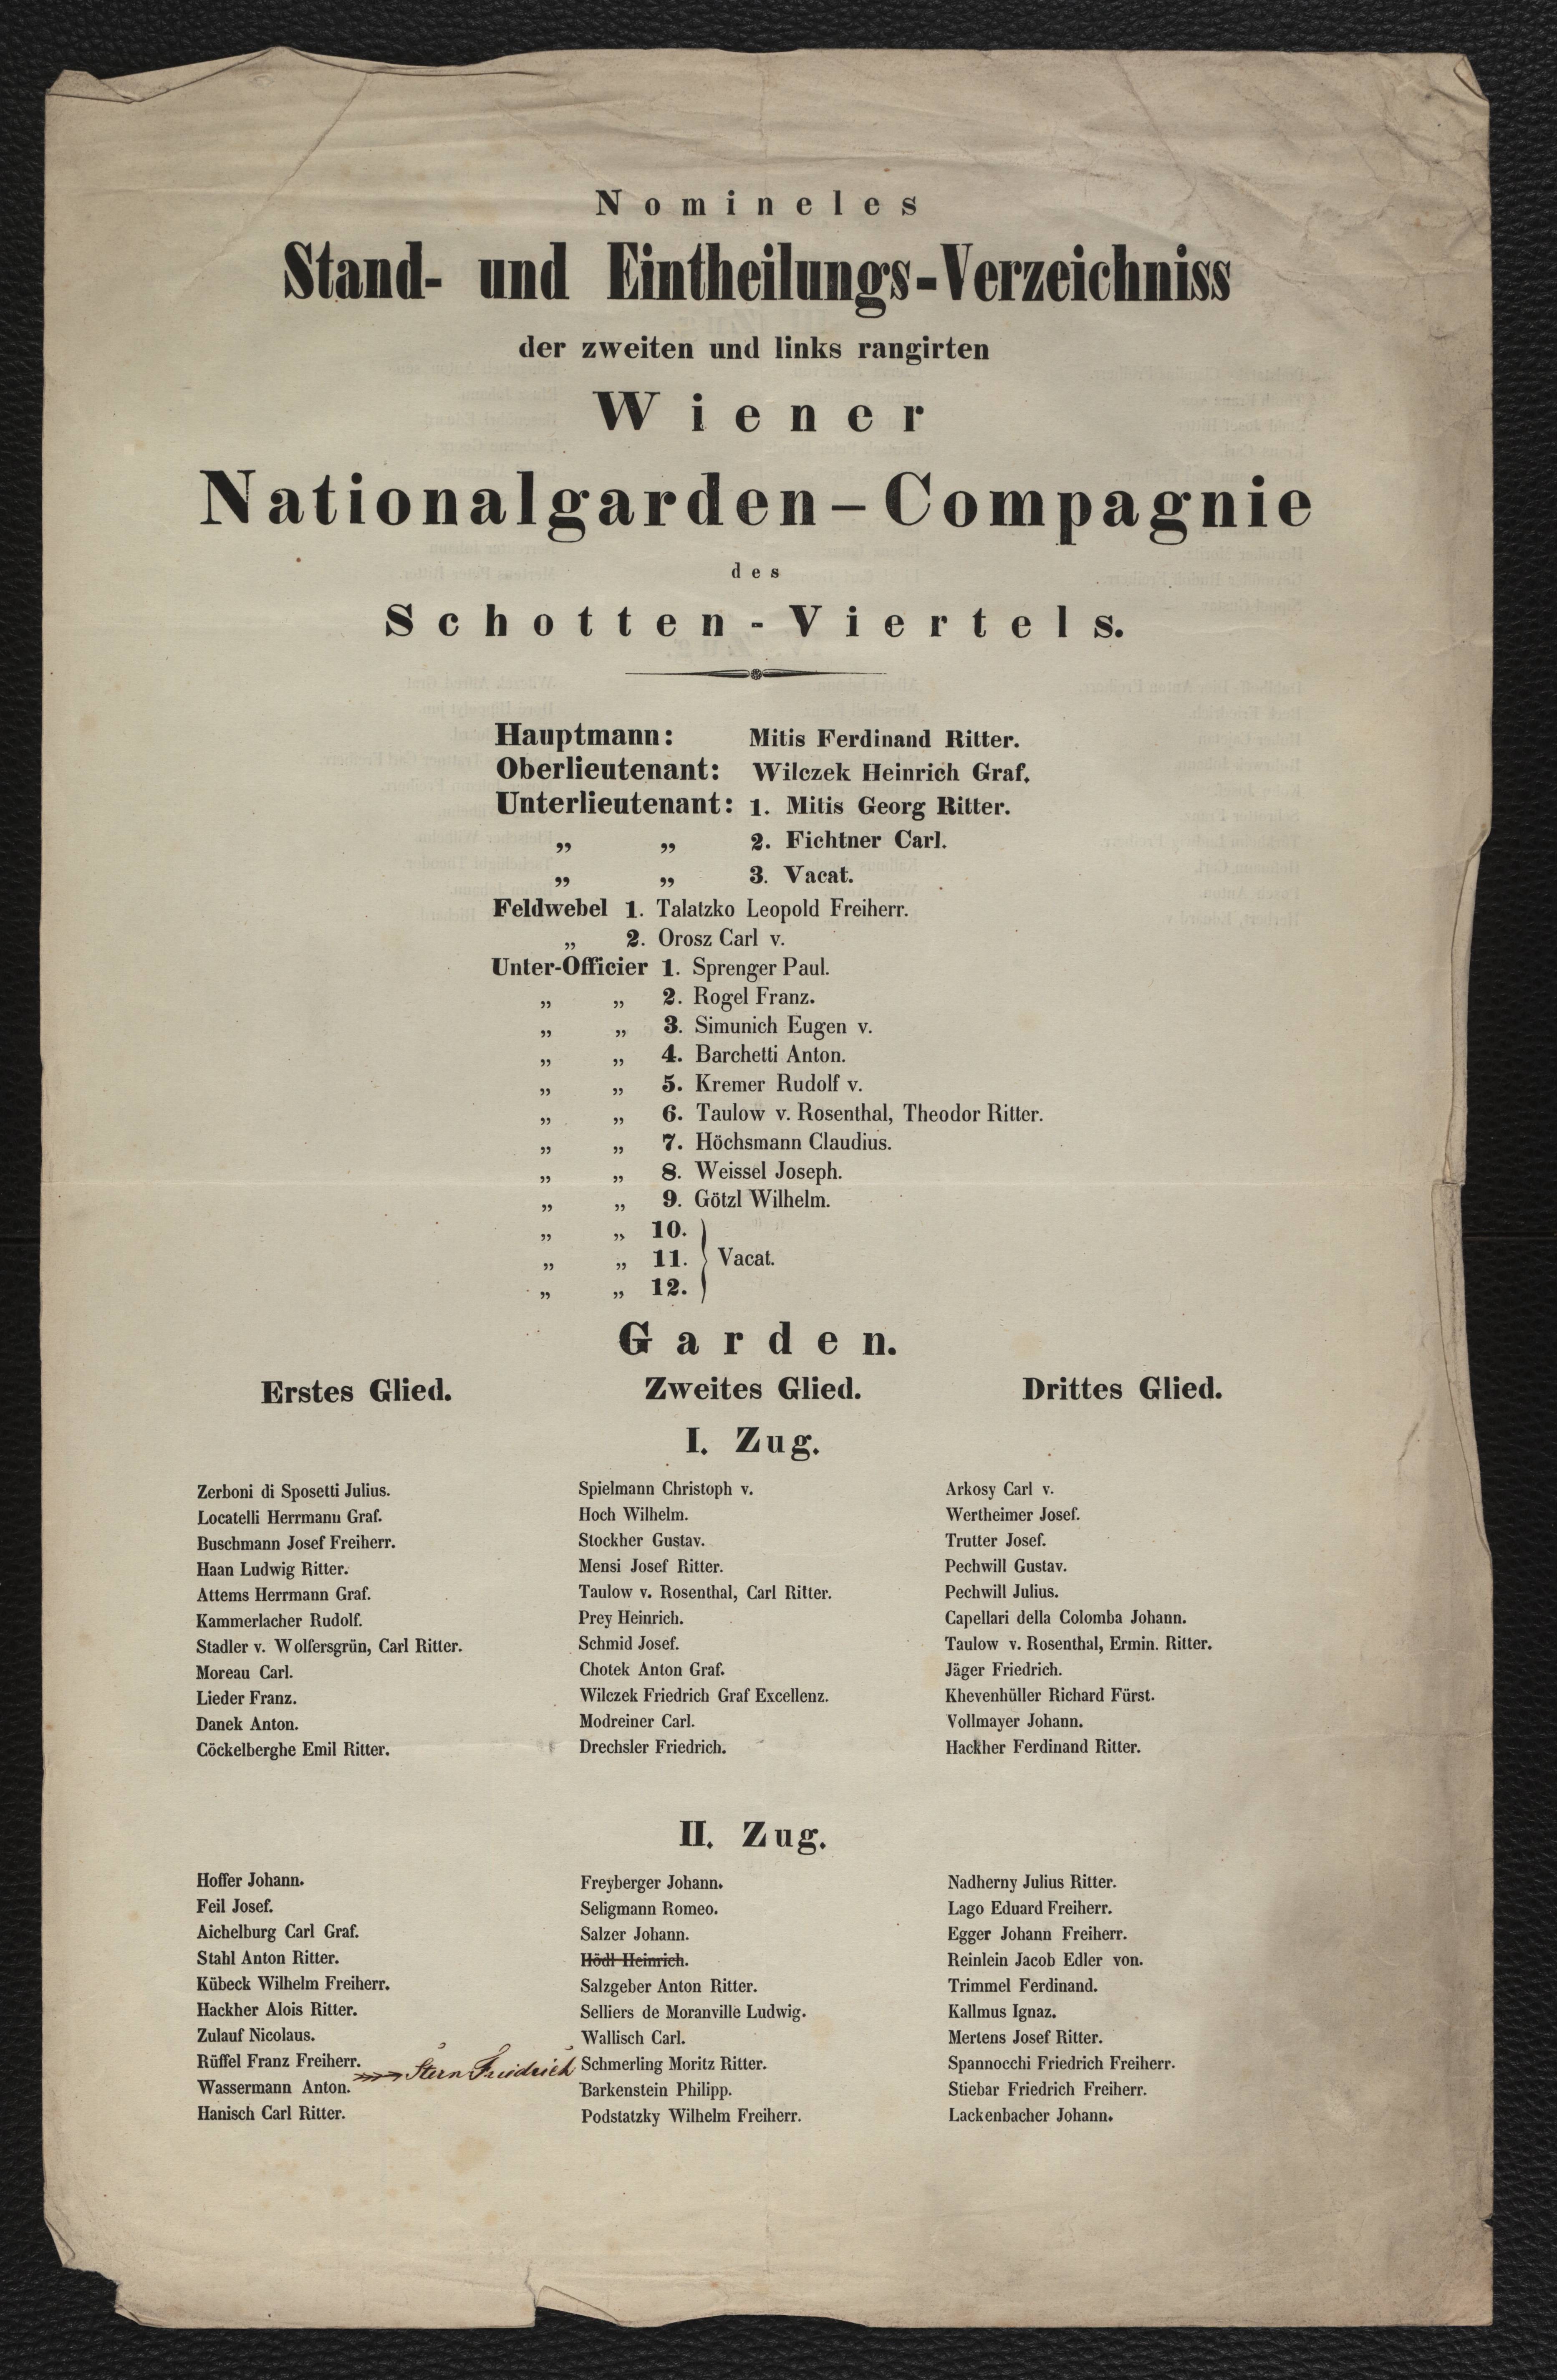 Nomineles
Stand- und Eintheilungs-Verzeichniss
der zweiten und links rangirten
Wiener
Nationalgarden-Compagnie
des
Schotten-Viertels.
Hauptmann: Mitis Ferdinand Ritter.
Oberlieutenant: Wilczek Heinrich Graf.
Unterlieutenant: 1. Mitis Georg Ritter.
„ „ 2. Fichtner Carl.
„ „ 3. Vacat.
Feldwebel 1. Talatzko Leopold Freiherr.
„ 2. Orosz Carl v.
Unter-Officier 1. Sprenger Paul.
„ „ 2. Rogel Franz.
„ „ 3. Simunich Eugen v.
„ „ 4. Barchetti Anton.
„ „ 5. Kremer Rudolf v.
„ „ 6. Taulow v. Rosenthal, Theodor Ritter.
„ „ 7. Höchsmann Claudius.
„ „ 8. Weissel Joseph.
„ „ 9. Götzl Wilhelm.
„ „ 10.
„ „ 11. } Vacat.
„ „ 12.
Garden.
Erstes Glied. Zweites Glied. Drittes Glied.
I. Zug.
Zerboni di Sposetti Julius. Spielmann Christoph v. Arkosy Carl v.
Locatelli Herrmann Graf. Hoch Wilhelm. Wertheimer Josef.
Buschmann Josef Freiherr. Stockher Gustav. Trutter Josef.
Haan Ludwig Ritter. Mensi Josef Ritter. Pechwill Gustav.
Attems Herrmann Graf. Taulow v. Rosenthal, Carl Ritter. Pechwill Julius.
Kammerlacher Rudolf. Prey Heinrich. Capellari della Colomba Johann.
Stadler v. Wolfersgrün, Carl Ritter. Schmid Josef. Taulow v. Rosenthal, Ermin. Ritter.
Moreau Carl. Chotek Anton Graf. Jäger Friedrich.
Lieder Franz. Wilczek Friedrich Graf Excellenz. Khevenhüller Richard Fürst.
Danek Anton. Modreiner Carl. Vollmayer Johann.
Cöckelberghe Emil Ritter. Drechsler Friedrich. Hackher Ferdinand Ritter.
II. Zug.
Hoffer Johann. Freyberger Johann. Nadherny Julius Ritter.
Feil Josef. Seligmann Romeo. Lago Eduard Freiherr.
Aichelburg Carl Graf. Salzer Johann. Egger Johann Freiherr.
Stahl Anton Ritter. Hödl Heinrich. Reinlein Jacob Edler von.
Kübeck Wilhelm Freiherr. Salzgeber Anton Ritter. Trimmel Ferdinand.
Hackher Alois Ritter. Selliers de Moranville Ludwig. Kallmus Ignaz.
Zulauf Nicolaus. Wallisch Carl. Mertens Josef Ritter.
Rüffel Franz Freiherr. Stern Friedrich Schmerling Moritz Ritter. Spannocchi Friedrich Freiherr.
Wassermann Anton. Barkenstein Philipp. Stiebar Friedrich Freiherr.
Hanisch Carl Ritter. Podstatzky Wilhelm Freiherr. Lackenbacher Johann.